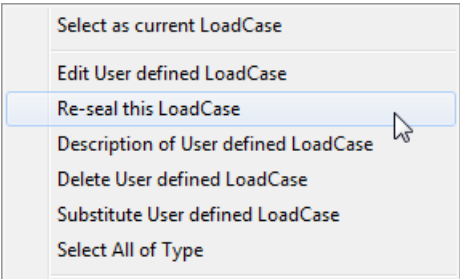 Select as current LoadCase
Edit User defined LoadCase
Re-seal this LoadCase
Description of User defined LoadCase
Delete User defined LoadCase
Substitute User defined LoadCase
Select All of Type